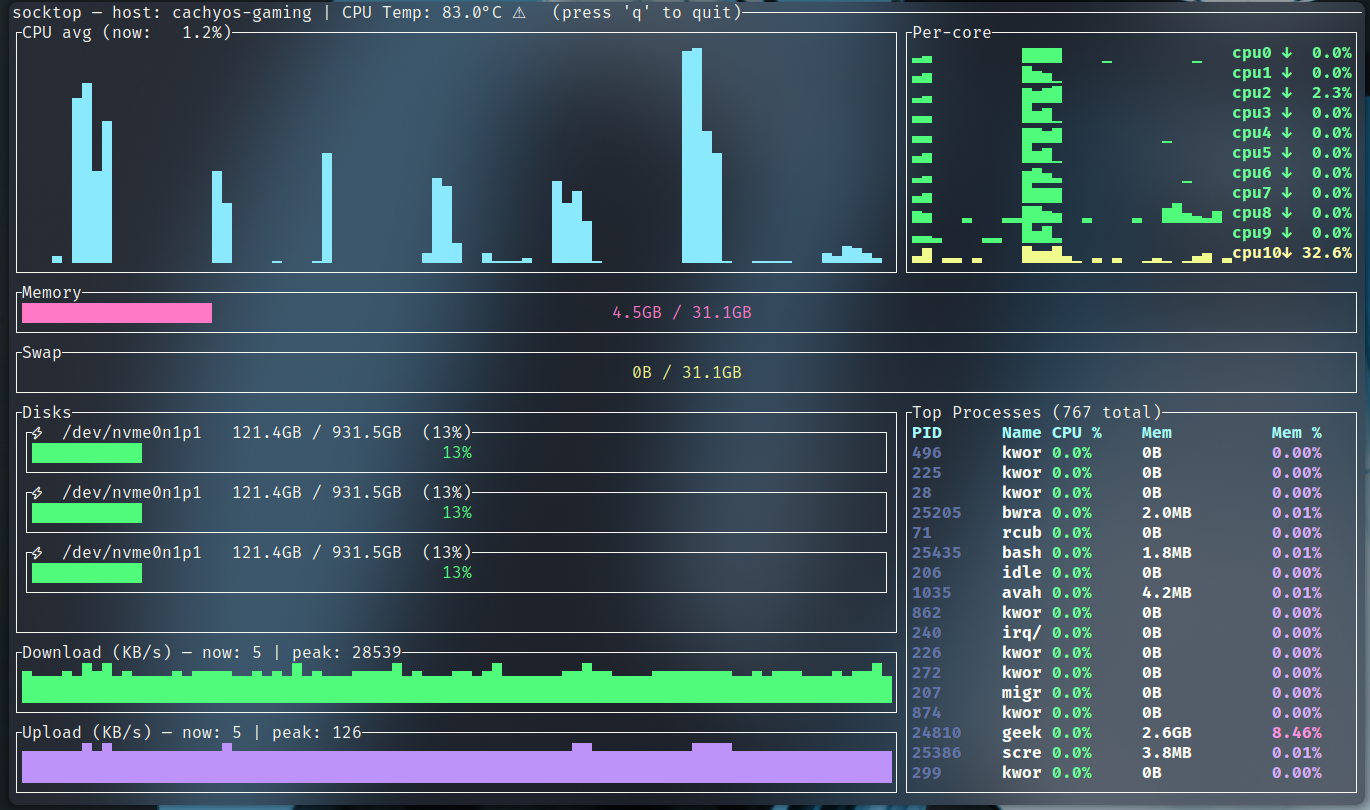 socktop — host: cachyos-gaming | CPU Temp: 83.0°C ⚠ (press 'q' to quit)
CPU avg (now: 1.2%)
Per-core
cpu0 ↓ 0.0%
cpu1 ↓ 0.0%
cpu2 ↓ 2.3%
cpu3 ↓ 0.0%
cpu4 ↓ 0.0%
cpu5 ↓ 0.0%
cpu6 ↓ 0.0%
cpu7 ↓ 0.0%
cpu8 ↓ 0.0%
cpu9 ↓ 0.0%
cpu10↓ 32.6%
Memory
4.5GB / 31.1GB
Swap
0B / 31.1GB
Disks
⚡ /dev/nvme0n1p1 121.4GB / 931.5GB (13%)
13%
⚡ /dev/nvme0n1p1 121.4GB / 931.5GB (13%)
13%
⚡ /dev/nvme0n1p1 121.4GB / 931.5GB (13%)
13%
Download (KB/s) — now: 5 | peak: 28539
Upload (KB/s) — now: 5 | peak: 126
Top Processes (767 total)
PID Name CPU % Mem Mem %
496 kwor 0.0% 0B 0.00%
225 kwor 0.0% 0B 0.00%
28 kwor 0.0% 0B 0.00%
25205 bwra 0.0% 2.0MB 0.01%
71 rcub 0.0% 0B 0.00%
25435 bash 0.0% 1.8MB 0.01%
206 idle 0.0% 0B 0.00%
1035 avah 0.0% 4.2MB 0.01%
862 kwor 0.0% 0B 0.00%
240 irq/ 0.0% 0B 0.00%
226 kwor 0.0% 0B 0.00%
272 kwor 0.0% 0B 0.00%
207 migr 0.0% 0B 0.00%
874 kwor 0.0% 0B 0.00%
24810 geek 0.0% 2.6GB 8.46%
25386 scre 0.0% 3.8MB 0.01%
299 kwor 0.0% 0B 0.00%